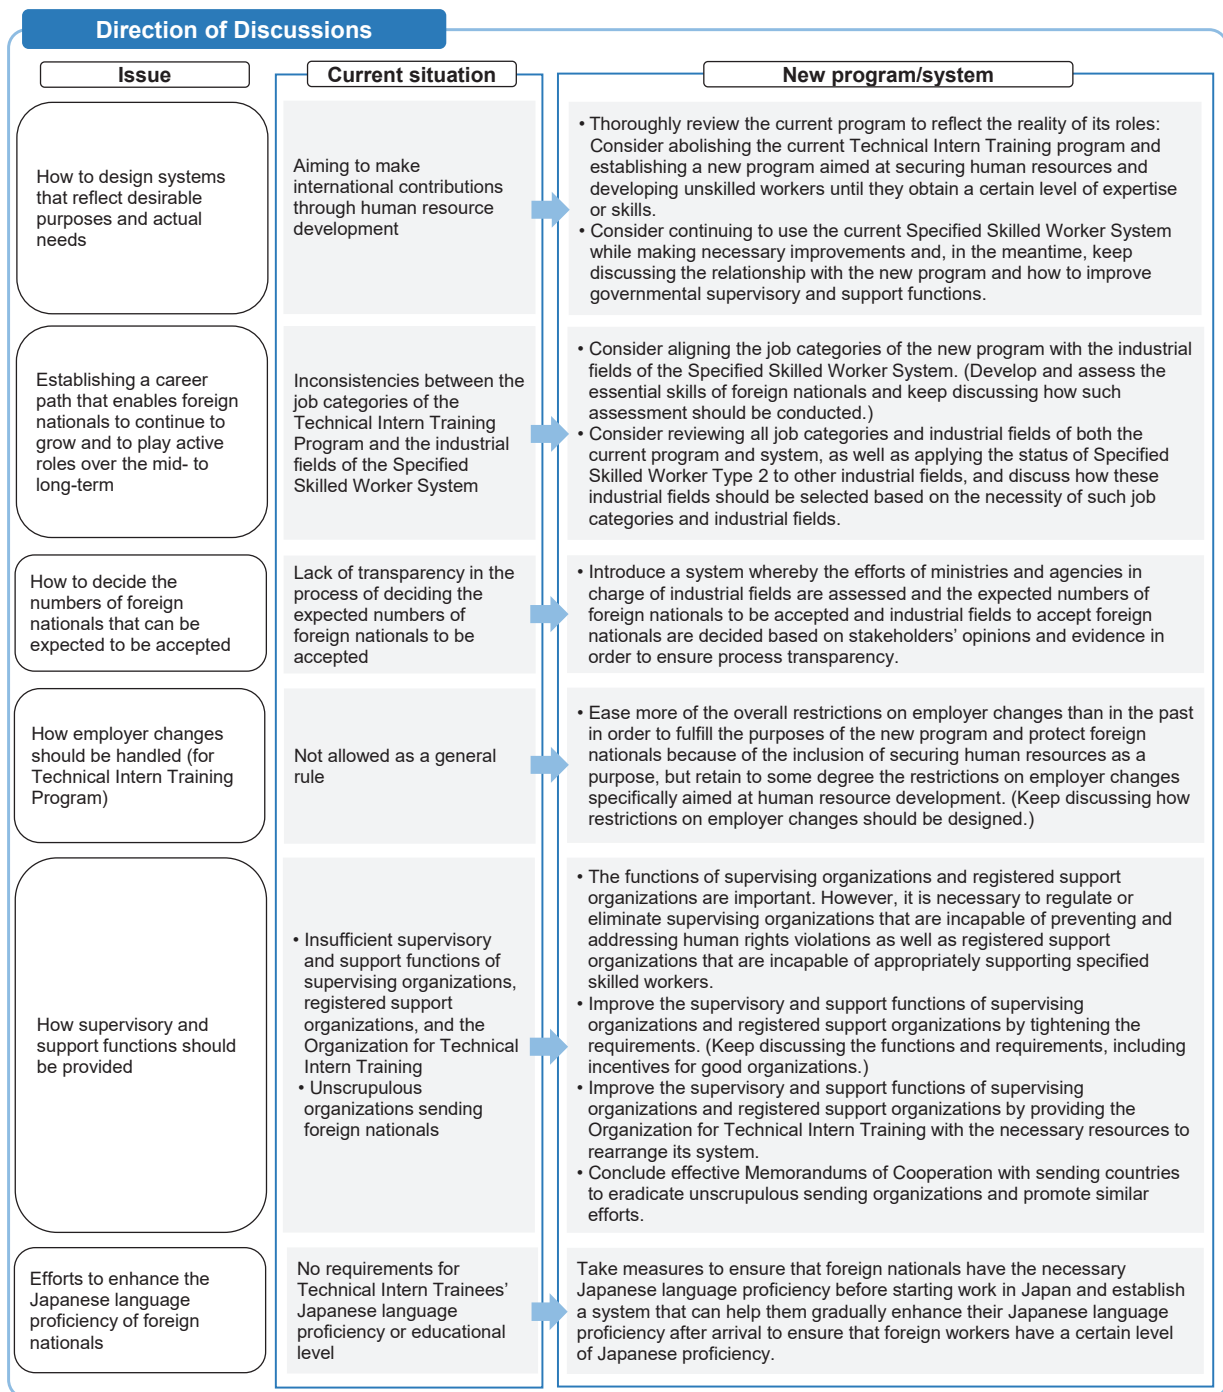 Direction of Discussions
Issue
Current situation
New program/system
How to design systems
that reflect desirable
purposes and actual
needs
Aiming to make
international contributions
through human resource
development
• Thoroughly review the current program to reflect the reality of its roles:
Consider abolishing the current Technical Intern Training program and
establishing a new program aimed at securing human resources and
developing unskilled workers until they obtain a certain level of expertise
or skills.
• Consider continuing to use the current Specified Skilled Worker System
while making necessary improvements and, in the meantime, keep
discussing the relationship with the new program and how to improve
governmental supervisory and support functions.
Establishing a career
path that enables foreign
nationals to continue to
grow and to play active
roles over the mid- to
long-term
Inconsistencies between the
job categories of the
Technical Intern Training
Program and the industrial
fields of the Specified
Skilled Worker System
• Consider aligning the job categories of the new program with the industrial
fields of the Specified Skilled Worker System. (Develop and assess the
essential skills of foreign nationals and keep discussing how such
assessment should be conducted.)
• Consider reviewing all job categories and industrial fields of both the
current program and system, as well as applying the status of Specified
Skilled Worker Type 2 to other industrial fields, and discuss how these
industrial fields should be selected based on the necessity of such job
categories and industrial fields.
How to decide the
numbers of foreign
nationals that can be
expected to be accepted
Lack of transparency in the
process of deciding the
expected numbers of
foreign nationals to be
accepted
• Introduce a system whereby the efforts of ministries and agencies in
charge of industrial fields are assessed and the expected numbers of
foreign nationals to be accepted and industrial fields to accept foreign
nationals are decided based on stakeholders' opinions and evidence in
order to ensure process transparency.
How employer changes
should be handled (for
Technical Intern Training
Program)
Not allowed as a general
rule
• Ease more of the overall restrictions on employer changes than in the past
in order to fulfill the purposes of the new program and protect foreign
nationals because of the inclusion of securing human resources as a
purpose, but retain to some degree the restrictions on employer changes
specifically aimed at human resource development. (Keep discussing how
restrictions on employer changes should be designed.)
How supervisory and
support functions should
be provided
• Insufficient supervisory
and support functions of
supervising organizations,
registered support
organizations, and the
Organization for Technical
Intern Training
• Unscrupulous
organizations sending
foreign nationals
• The functions of supervising organizations and registered support
organizations are important. However, it is necessary to regulate or
eliminate supervising organizations that are incapable of preventing and
addressing human rights violations as well as registered support
organizations that are incapable of appropriately supporting specified
skilled workers.
• Improve the supervisory and support functions of supervising
organizations and registered support organizations by tightening the
requirements. (Keep discussing the functions and requirements, including
incentives for good organizations.)
• Improve the supervisory and support functions of supervising
organizations and registered support organizations by providing the
Organization for Technical Intern Training with the necessary resources to
rearrange its system.
• Conclude effective Memorandums of Cooperation with sending countries
to eradicate unscrupulous sending organizations and promote similar
efforts.
Efforts to enhance the
Japanese language
proficiency of foreign
nationals
No requirements for
Technical Intern Trainees'
Japanese language
proficiency or educational
level
Take measures to ensure that foreign nationals have the necessary
Japanese language proficiency before starting work in Japan and establish
a system that can help them gradually enhance their Japanese language
proficiency after arrival to ensure that foreign workers have a certain level
of Japanese proficiency.